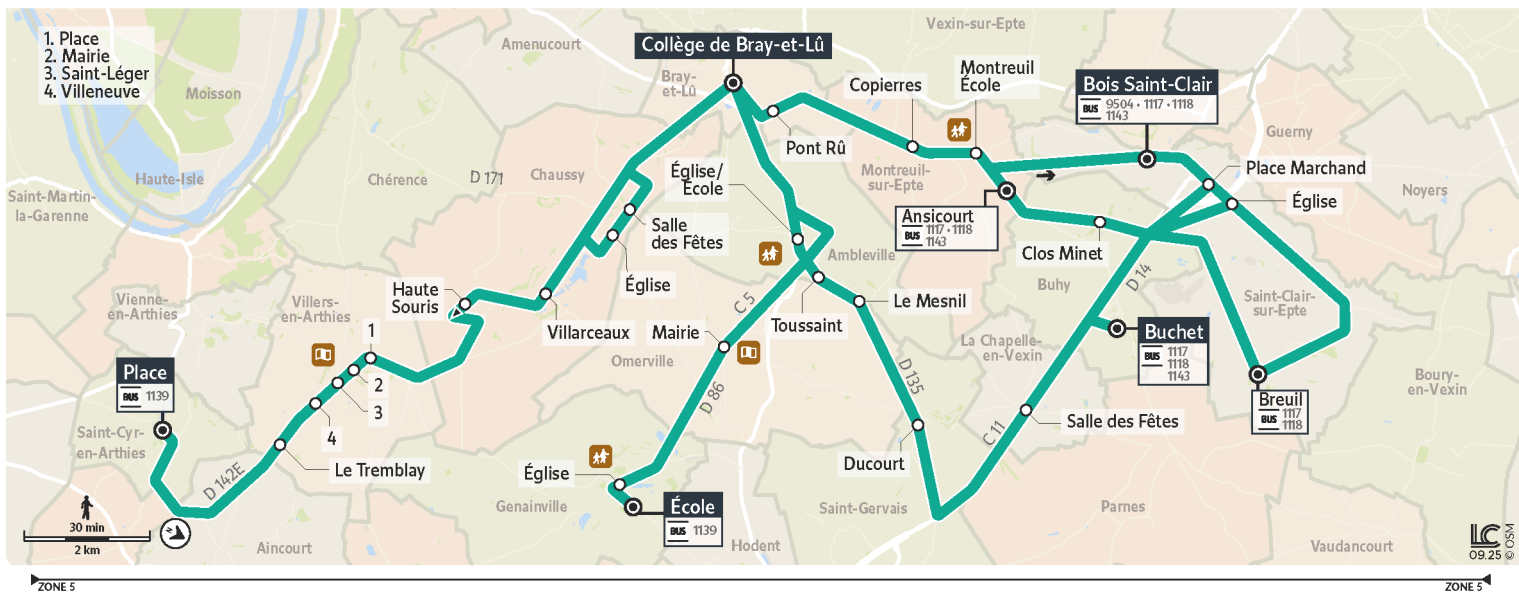 1. Place
2. Mairie
3. Saint-Léger
4. Villeneuve
Moisson
Haute-Isle
Saint-Martin-
la-Garenne
Amenucourt
Chérence
D 171
Chaussy
Bray-
et-Lû
Collège de Bray-et-Lû
Vexin-sur-Epte
Copierres
Montreuil
École
Pont Rû
Montreuil-
sur-Epte
Bois Saint-Clair
BUS 9504 • 1117 • 1118
1143
Guerny
Place Marchand
Église
Noyers
Église/
École
Salle
des Fêtes
Église
Ansicourt
BUS 1117 • 1118
1143
Clos Minet
Ambleville
Buhy
D 14
Saint-Clair-
sur-Epte
Haute
Souris
Villarceaux
Vienne-
en-Arthies
Villers-
en-Arthies
1
2
3
4
Mairie
C 5
Toussaint
Le Mesnil
Omerville
D 86
D 135
La Chapelle-
en-Vexin
Buchet
BUS 1117
1118
1143
Boury-
en-Vexin
Breuil
BUS 1117
1118
Place
BUS 1139
Saint-Cyr-
en-Arthies
Le Tremblay
D 142E
Salle des Fêtes
C 11
Ducourt
Église
Genainville
École
BUS 1139
Saint-Gervais
Parnes
Hodent
Aincourt
Vaudancourt
30 min
2 km
LC
09.25 © OSM
ZONE 5
ZONE 5